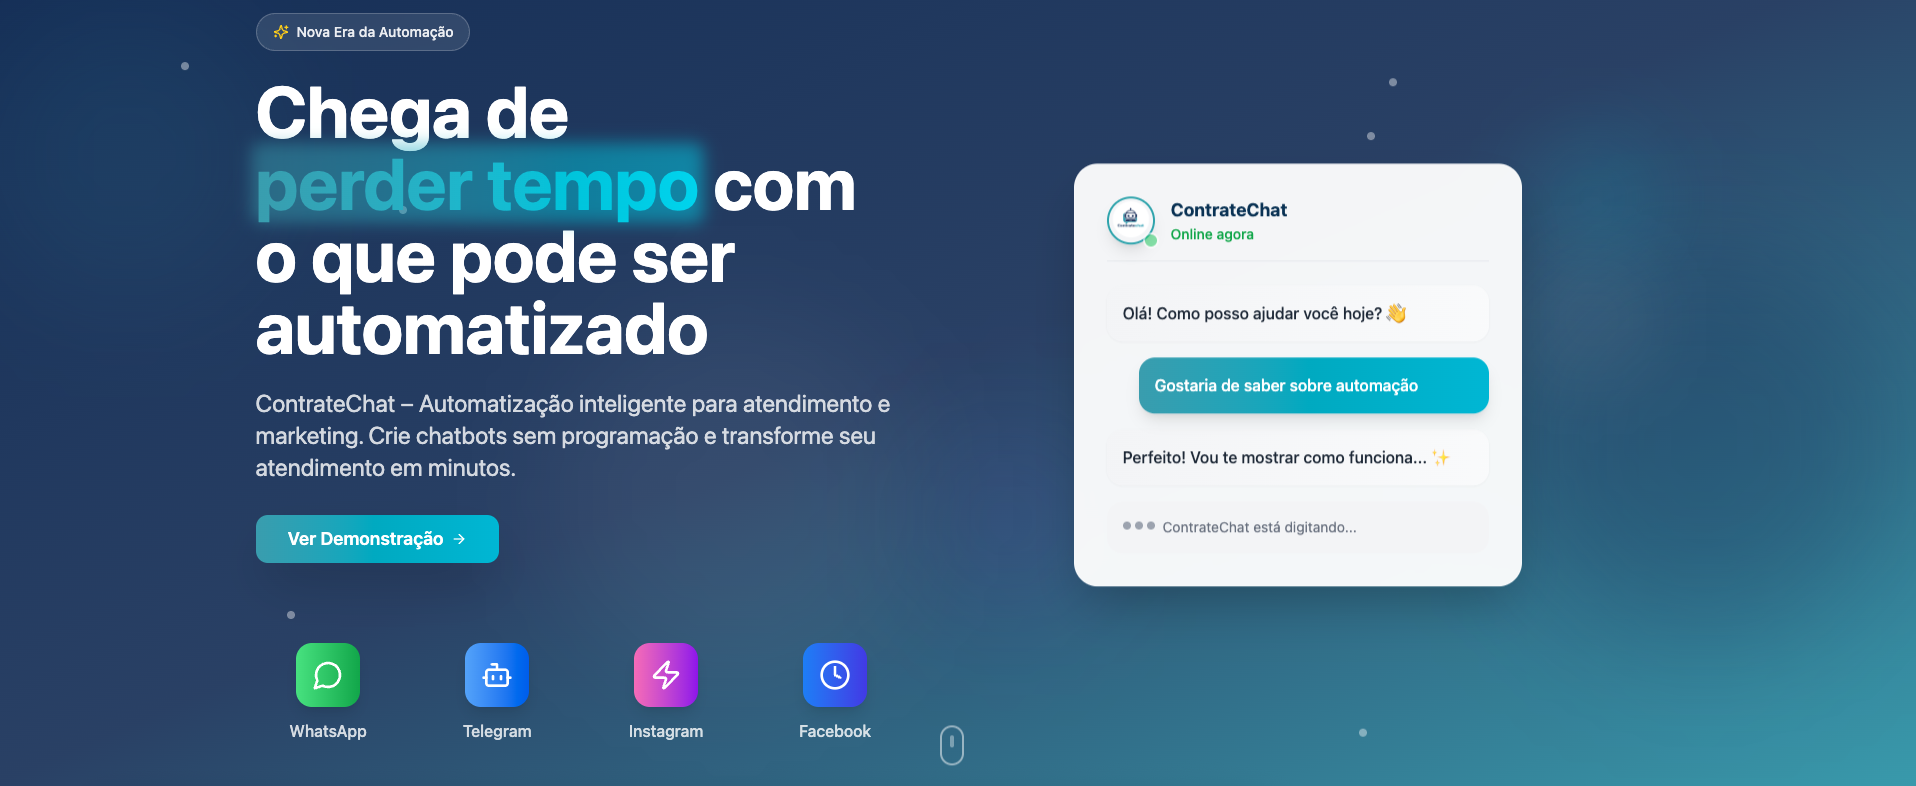 Nova Era da Automação
Chega de
perder tempo com
o que pode ser
automatizado
ContrateChat – Automatização inteligente para atendimento e
marketing. Crie chatbots sem programação e transforme seu
atendimento em minutos.
Ver Demonstração →
WhatsApp
Telegram
Instagram
Facebook
ContrateChat
Online agora
Olá! Como posso ajudar você hoje? 👋
Gostaria de saber sobre automação
Perfeito! Vou te mostrar como funciona... ✨
ContrateChat está digitando...